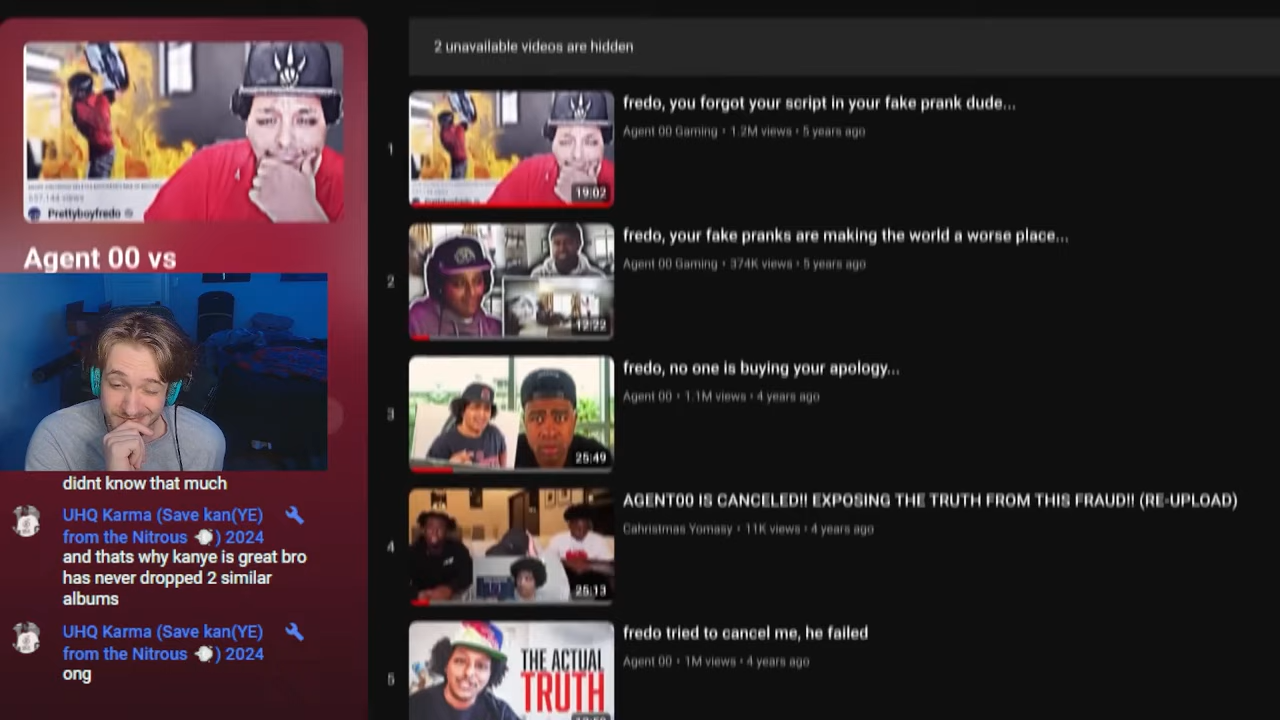 Prettyboyfredo
Agent 00 vs
didnt know that much
UHQ Karma (Save kan(YE)
from the Nitrous ) 2024
and thats why kanye is great bro
has never dropped 2 similar
albums
UHQ Karma (Save kan(YE)
from the Nitrous ) 2024
ong
2 unavailable videos are hidden
1
19:02
fredo, you forgot your script in your fake prank dude...
Agent 00 Gaming • 1.2M views • 5 years ago
2
12:22
fredo, your fake pranks are making the world a worse place...
Agent 00 Gaming • 374K views • 5 years ago
3
25:49
fredo, no one is buying your apology...
Agent 00 • 1.1M views • 4 years ago
4
25:13
AGENT00 IS CANCELED!! EXPOSING THE TRUTH FROM THIS FRAUD!! (RE-UPLOAD)
Cahristmas Yomasy • 11K views • 4 years ago
5
THE ACTUAL
TRUTH
fredo tried to cancel me, he failed
Agent 00 • 1M views • 4 years ago